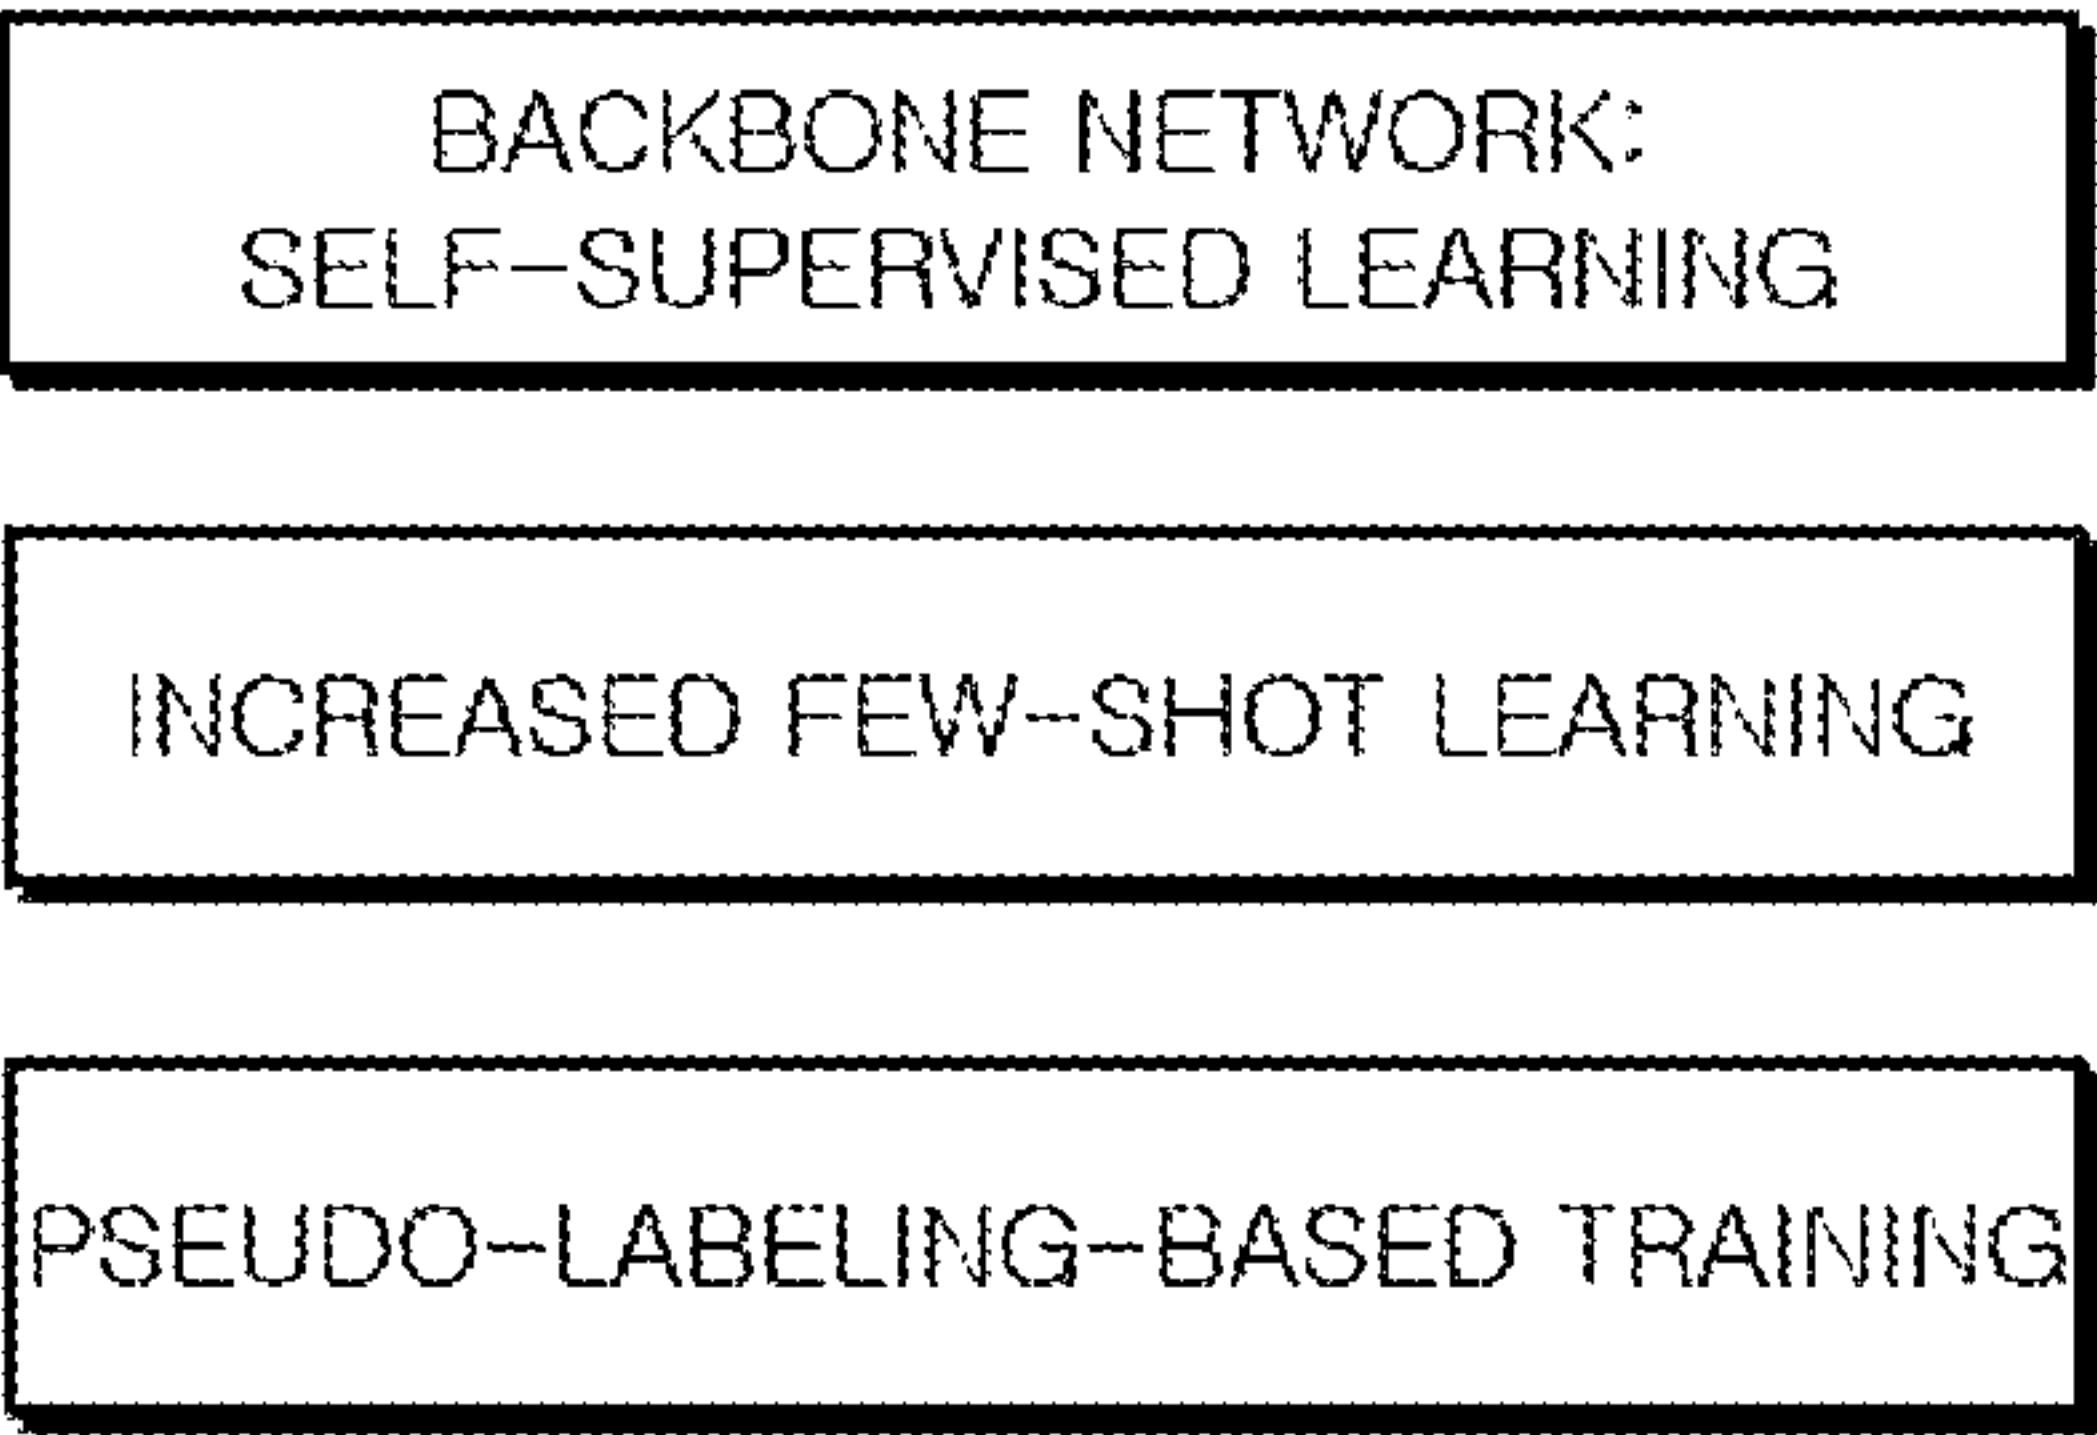 BACKBONE NETWORK:
SELF-SUPERVISED LEARNING
INCREASED FEW-SHOT LEARNING
PSEUDO-LABELING-BASED TRAINING